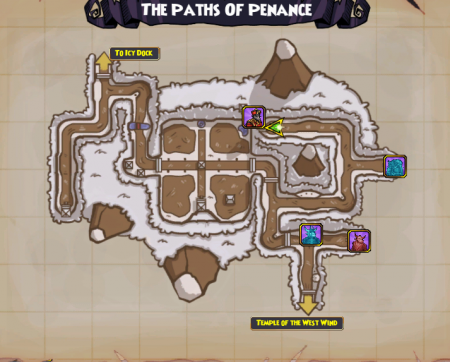 The Paths Of Penance
To Icy Dock
Temple of the West Wind